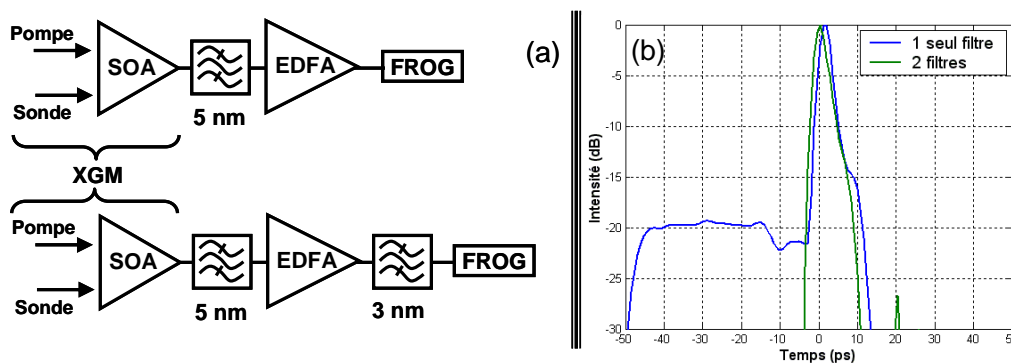 Pompe
Sonde
SOA
5 nm
EDFA
FROG
(a)
XGM
Pompe
Sonde
SOA
5 nm
EDFA
3 nm
FROG
(b)
1 seul filtre
2 filtres
Intensité (dB)
0
-5
-10
-15
-20
-25
-30
-50 -40 -30 -20 -10 0 10 20 30 40 50
Temps (ps)